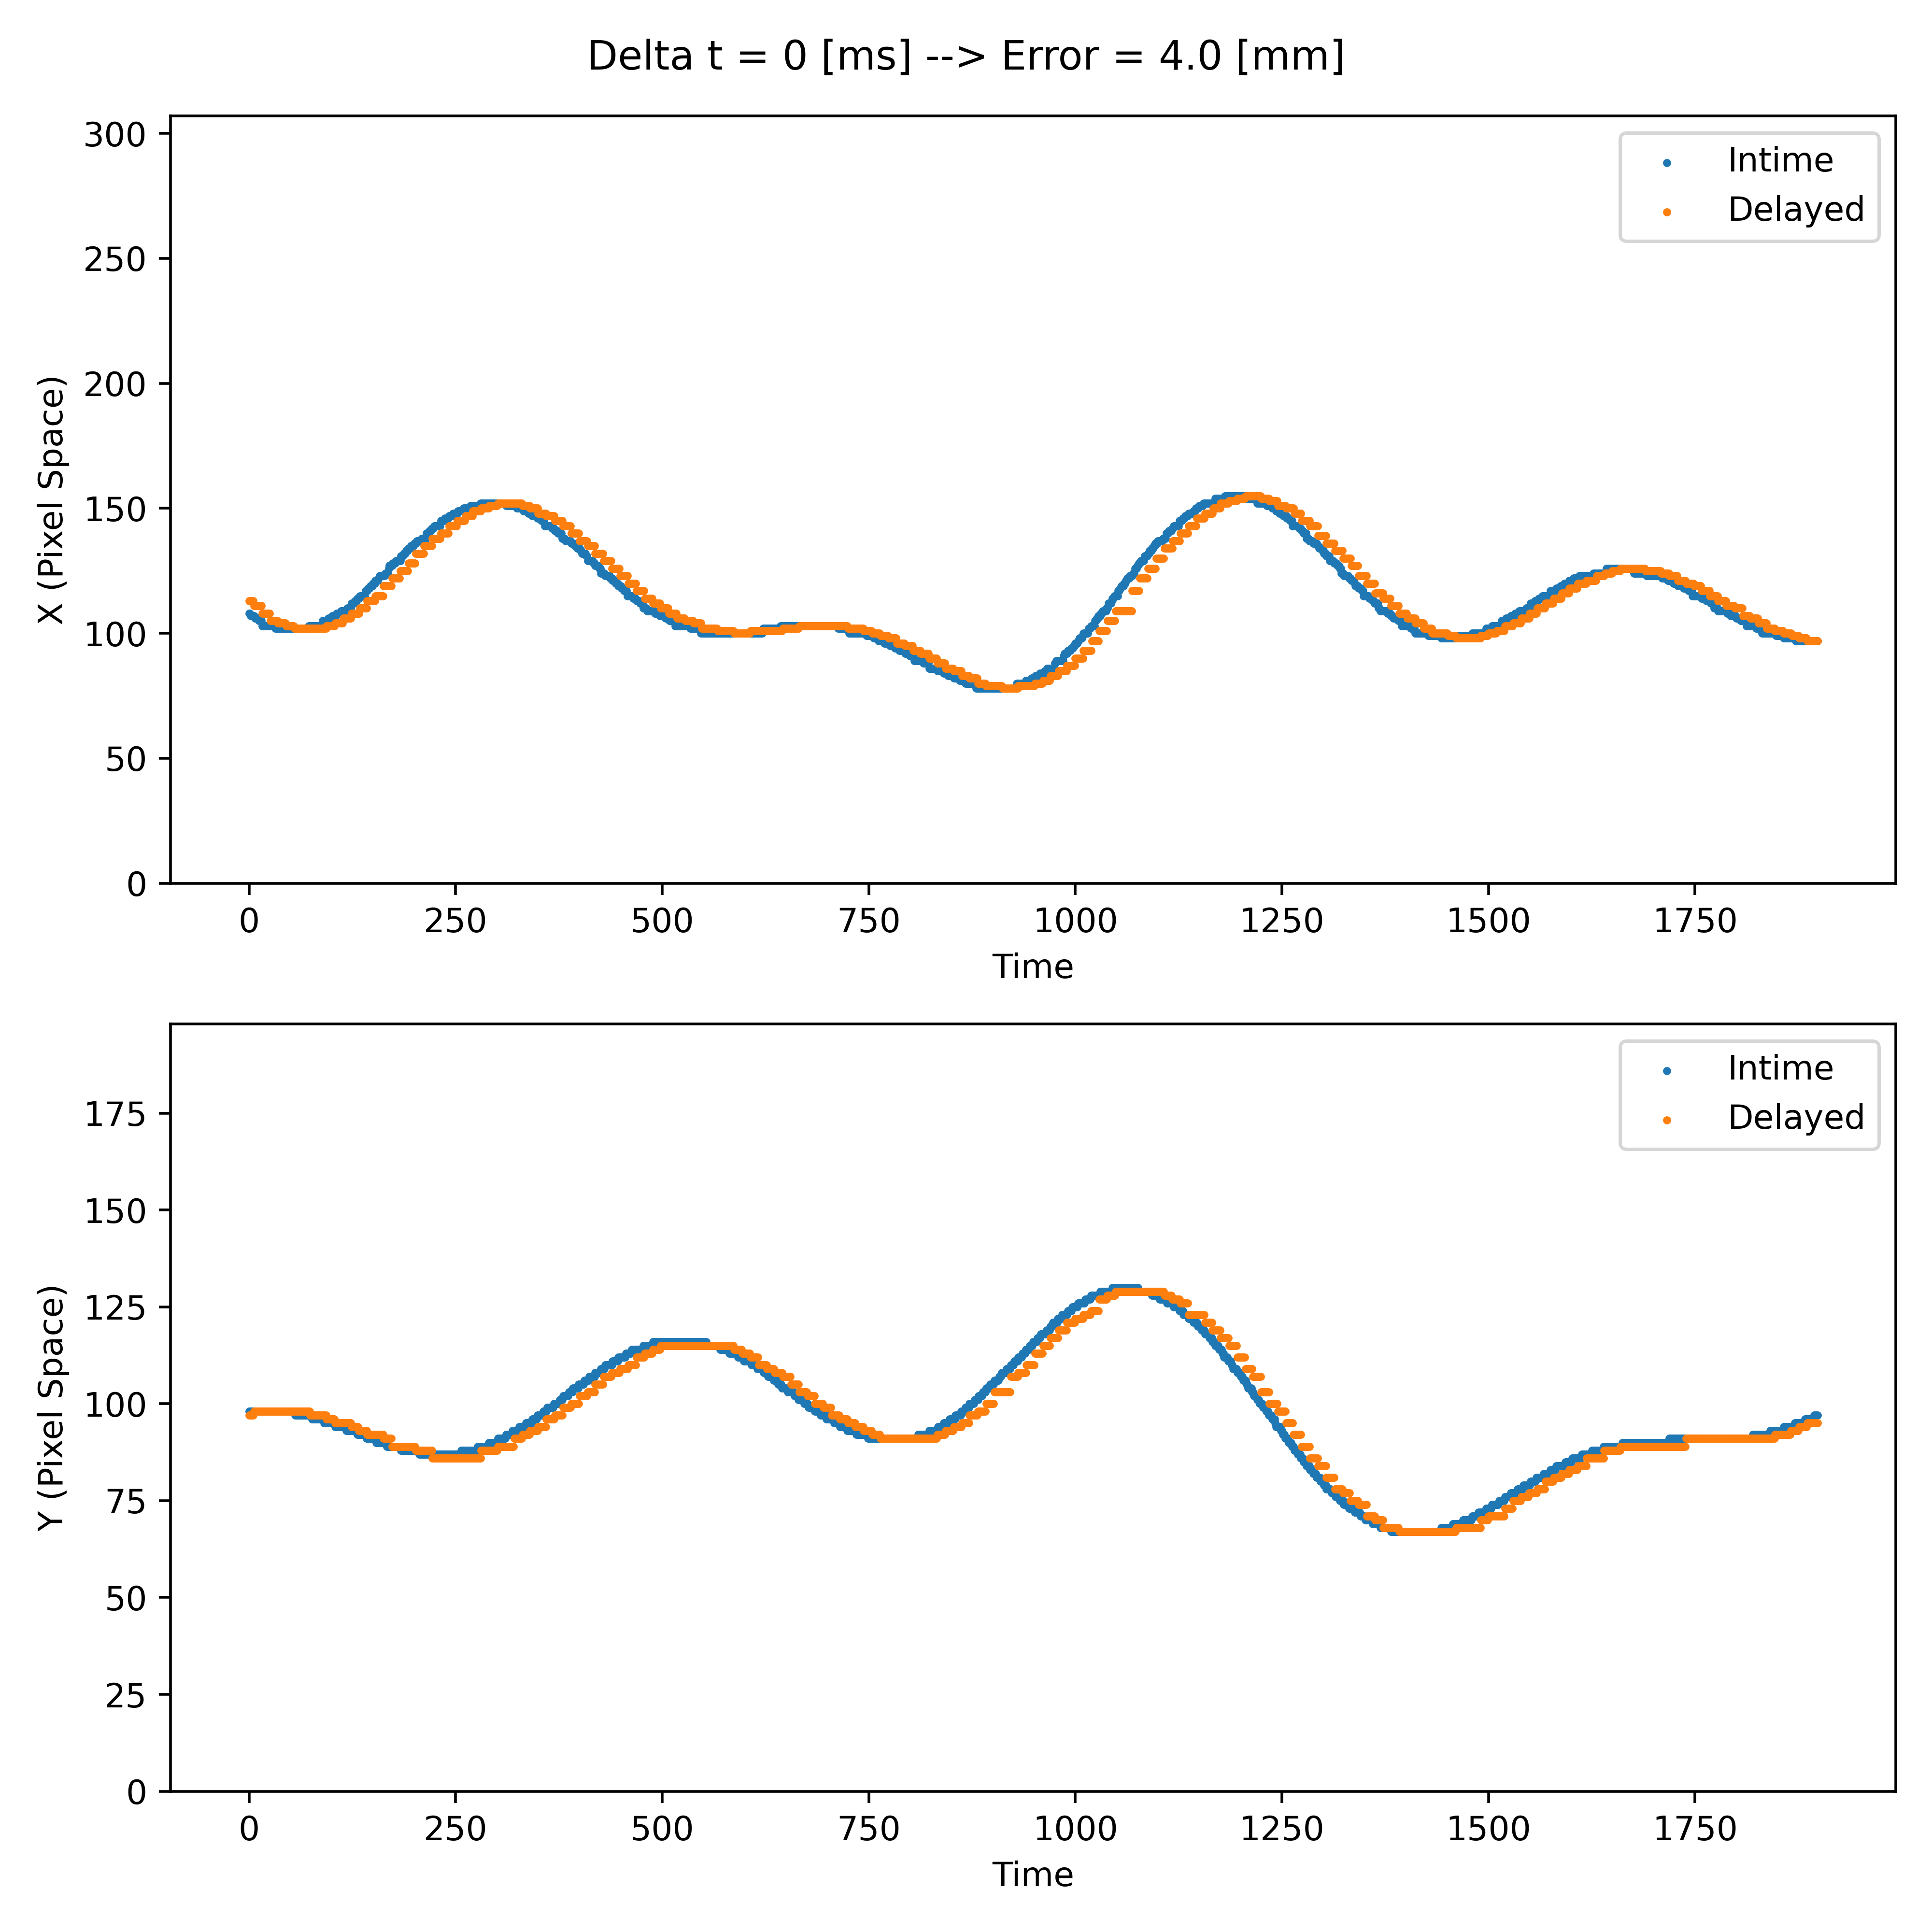 Delta t = 0 [ms] --> Error = 4.0 [mm]
300
250
200
150
100
50
0
X (Pixel Space)
Intime
Delayed
0 250 500 750 1000 1250 1500 1750
Time
175
150
125
100
75
50
25
0
Y (Pixel Space)
Intime
Delayed
0 250 500 750 1000 1250 1500 1750
Time